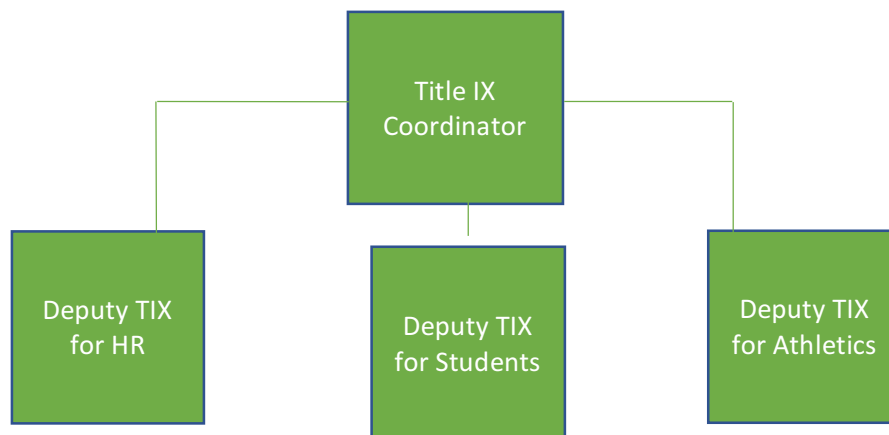 Title IX
Coordinator
Deputy TIX
for HR
Deputy TIX
for Students
Deputy TIX
for Athletics